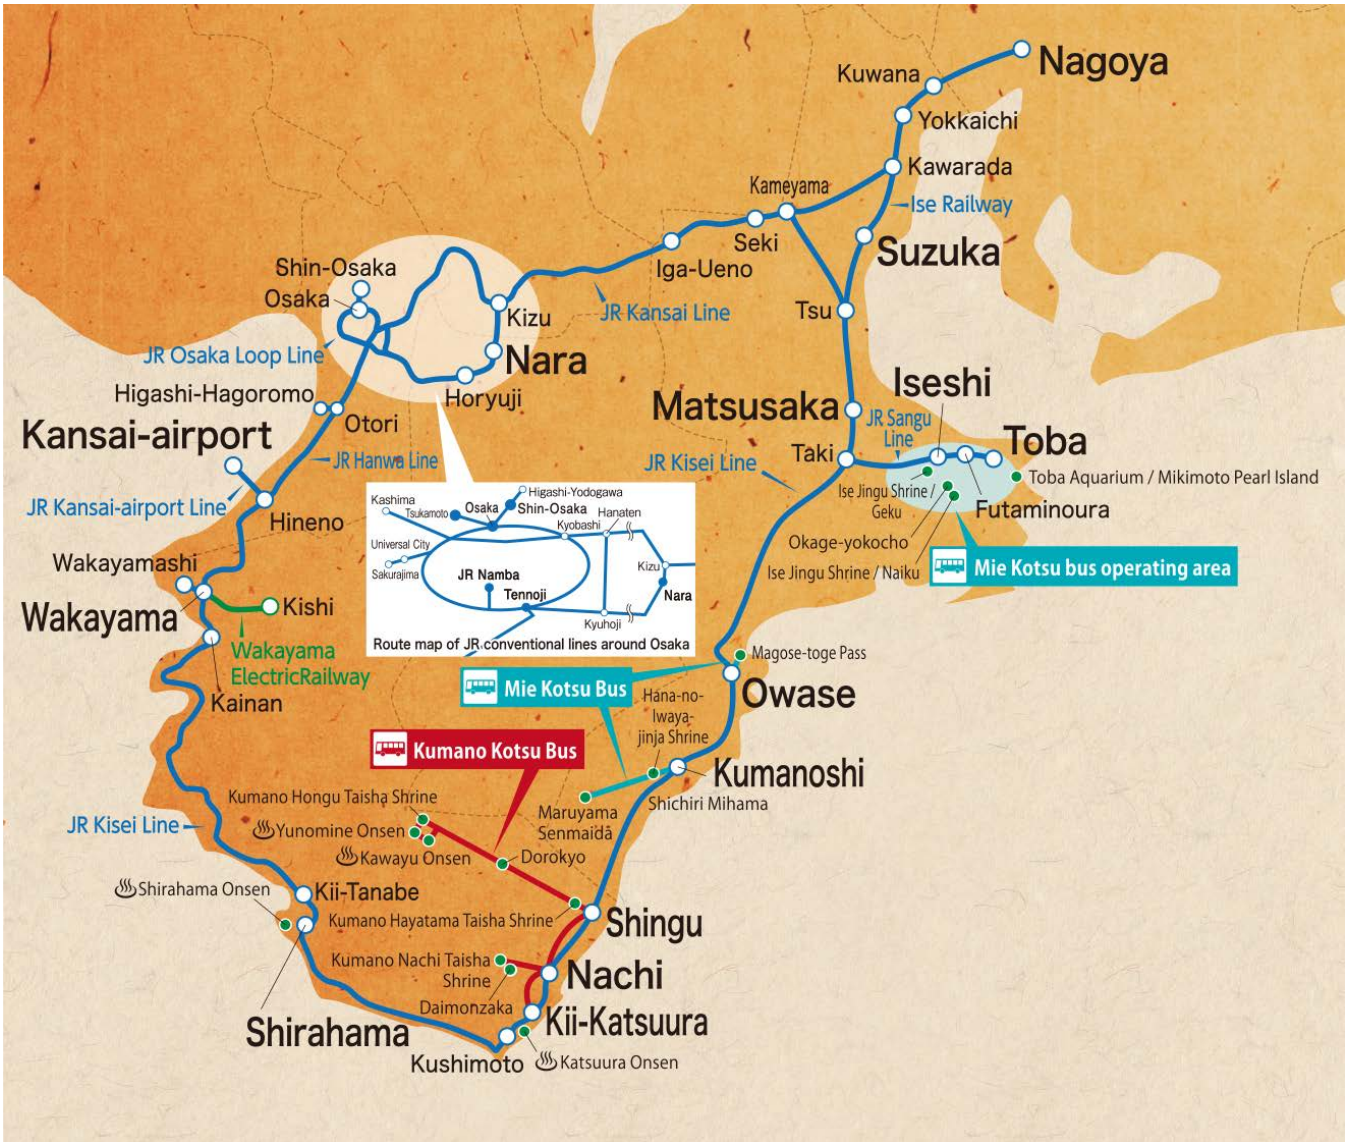 Nagoya
Kuwana
Yokkaichi
Kawarada
Kameyama
Ise Railway
Seki
Suzuka
Iga-Ueno
Shin-Osaka
Osaka
Kizu
JR Kansai Line
Tsu
JR Osaka Loop Line
Nara
Higashi-Hagoromo
Horyuji
Iseshi
Otori
Matsusaka
JR Sangu
Line
Kansai-airport
Toba
JR Hanwa Line
JR Kisei Line
Taki
Toba Aquarium / Mikimoto Pearl Island
JR Kansai-airport Line
Hineno
Ise Jingu Shrine /
Geku
Futaminoura
Okage-yokocho
Ise Jingu Shrine / Naiku
Mie Kotsu bus operating area
Kashima
Tsukamoto
Osaka
Higashi-Yodogawa
Shin-Osaka
Kyobashi
Hanaten
Universal City
Sakurajima
JR Namba
Tennoji
Kizu
Nara
Kyuhoji
Route map of JR conventional lines around Osaka
Wakayamashi
Wakayama
Kishi
Wakayama
ElectricRailway
Kainan
Magose-toge Pass
Mie Kotsu Bus
Owase
Hana-no-
Iwaya-
jinja Shrine
Kumano Kotsu Bus
Kumanoshi
Shichiri Mihama
Maruyama
Senmaida
Kumano Hongu Taisha Shrine
JR Kisei Line
Yunomine Onsen
Kawayu Onsen
Dorokyo
Shirahama Onsen
Kii-Tanabe
Kumano Hayatama Taisha Shrine
Shingu
Kumano Nachi Taisha
Shrine
Nachi
Daimonzaka
Shirahama
Kii-Katsuura
Kushimoto
Katsuura Onsen